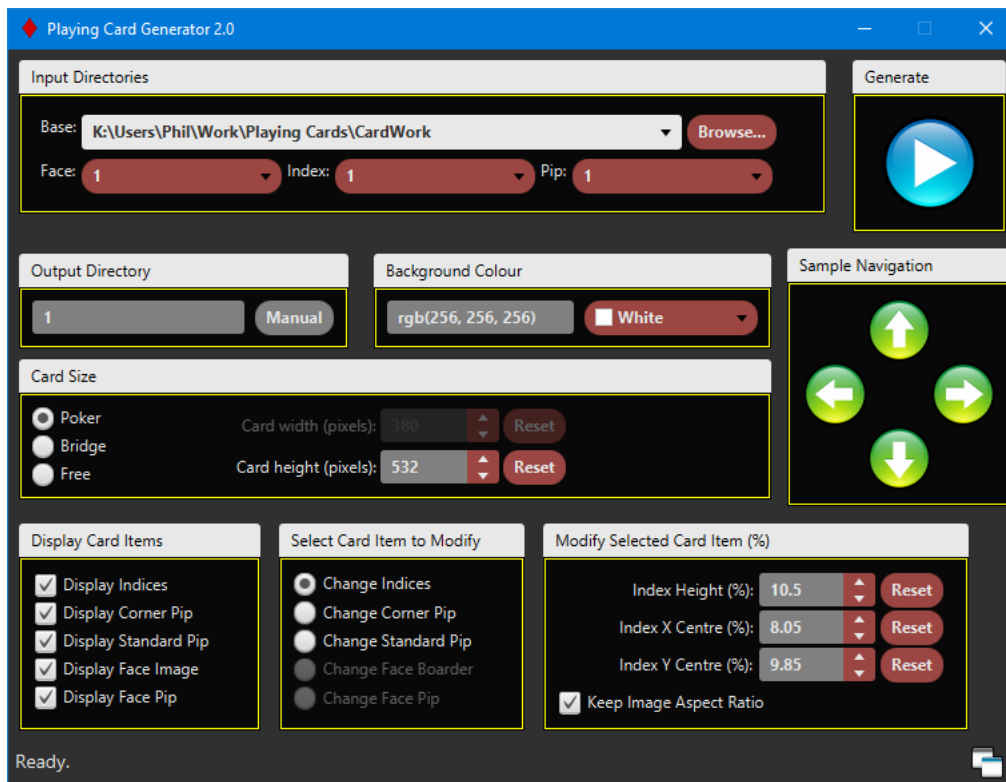 Playing Card Generator 2.0
Input Directories
Generate
Base: K:\Users\Phil\Work\Playing Cards\CardWork Browse...
Face: 1 Index: 1 Pip: 1
Output Directory
Background Colour
Sample Navigation
1 Manual
rgb(256, 256, 256) White
Card Size
Poker
Bridge
Free
Card width (pixels): 380 Reset
Card height (pixels): 532 Reset
Display Card Items
Display Indices
Display Corner Pip
Display Standard Pip
Display Face Image
Display Face Pip
Select Card Item to Modify
Change Indices
Change Corner Pip
Change Standard Pip
Change Face Boarder
Change Face Pip
Modify Selected Card Item (%)
Index Height (%): 10.5 Reset
Index X Centre (%): 8.05 Reset
Index Y Centre (%): 9.85 Reset
Keep Image Aspect Ratio
Ready.